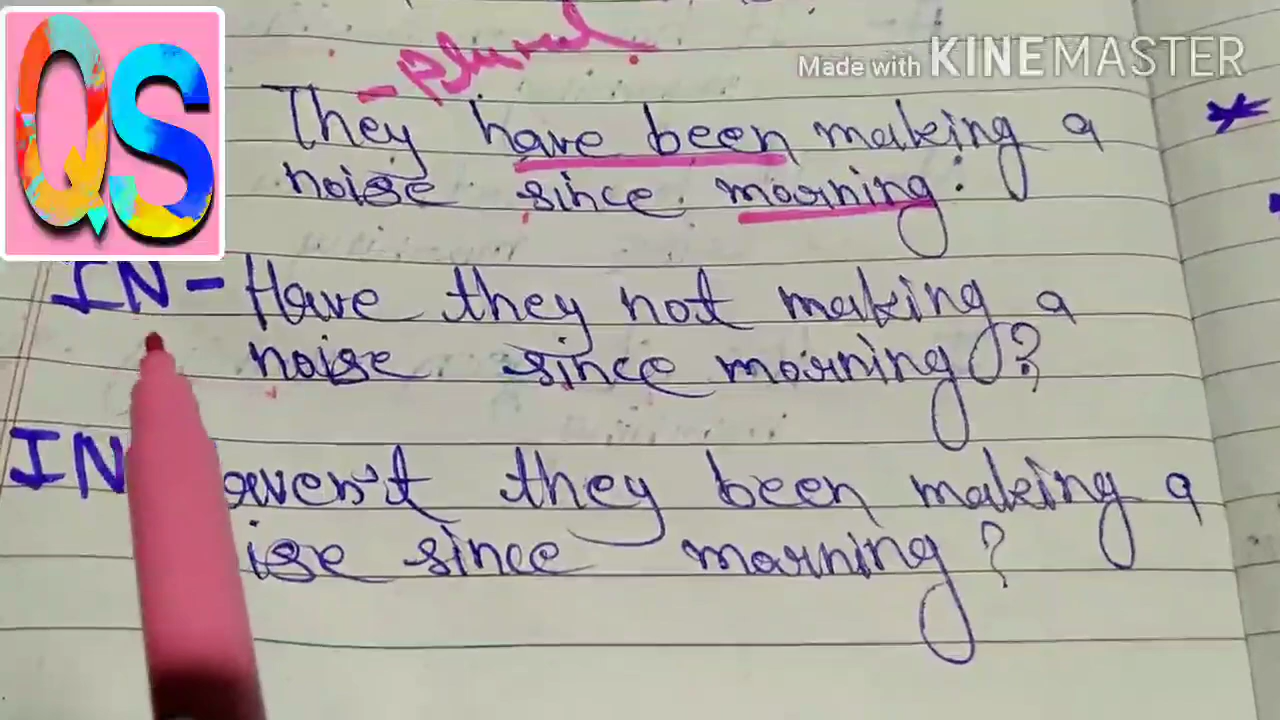 QS
Made with KINEMASTER
- Plural
They have been making a
noise since morning.
IN - Have they not making a
noise since morning?
IN aven't they been making a
ise since morning?